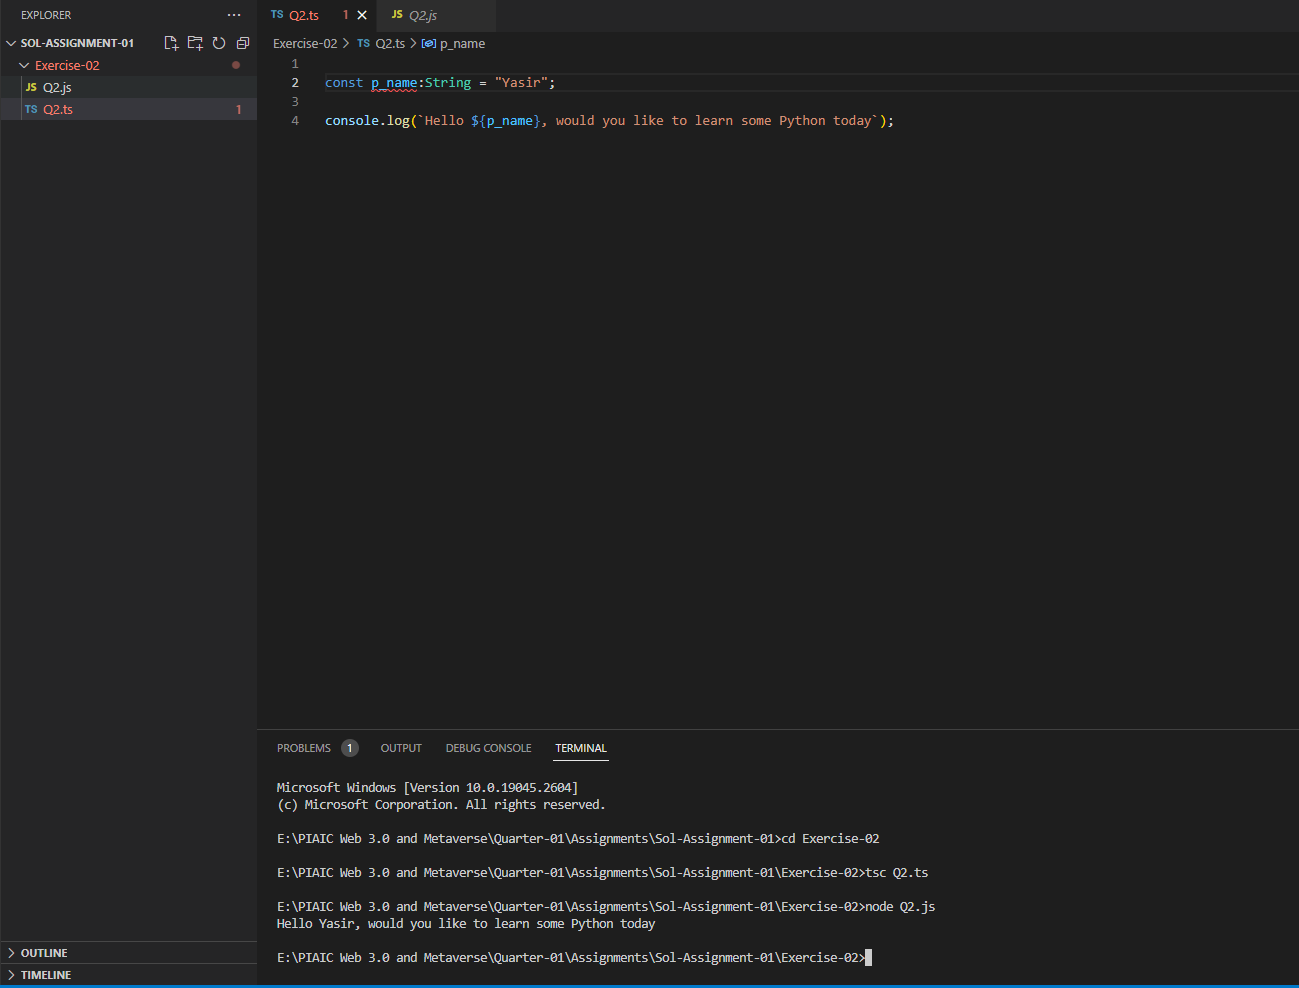 EXPLORER
SOL-ASSIGNMENT-01
Exercise-02
JS Q2.js
TS Q2.ts 1
TS Q2.ts 1
JS Q2.js
Exercise-02 > TS Q2.ts > p_name
1
2 const p_name:String = "Yasir";
3
4 console.log(`Hello ${p_name}, would you like to learn some Python today`);
PROBLEMS 1 OUTPUT DEBUG CONSOLE TERMINAL
Microsoft Windows [Version 10.0.19045.2604]
(c) Microsoft Corporation. All rights reserved.
E:\PIAIC Web 3.0 and Metaverse\Quarter-01\Assignments\Sol-Assignment-01>cd Exercise-02
E:\PIAIC Web 3.0 and Metaverse\Quarter-01\Assignments\Sol-Assignment-01\Exercise-02>tsc Q2.ts
E:\PIAIC Web 3.0 and Metaverse\Quarter-01\Assignments\Sol-Assignment-01\Exercise-02>node Q2.js
Hello Yasir, would you like to learn some Python today
E:\PIAIC Web 3.0 and Metaverse\Quarter-01\Assignments\Sol-Assignment-01\Exercise-02>
OUTLINE
TIMELINE